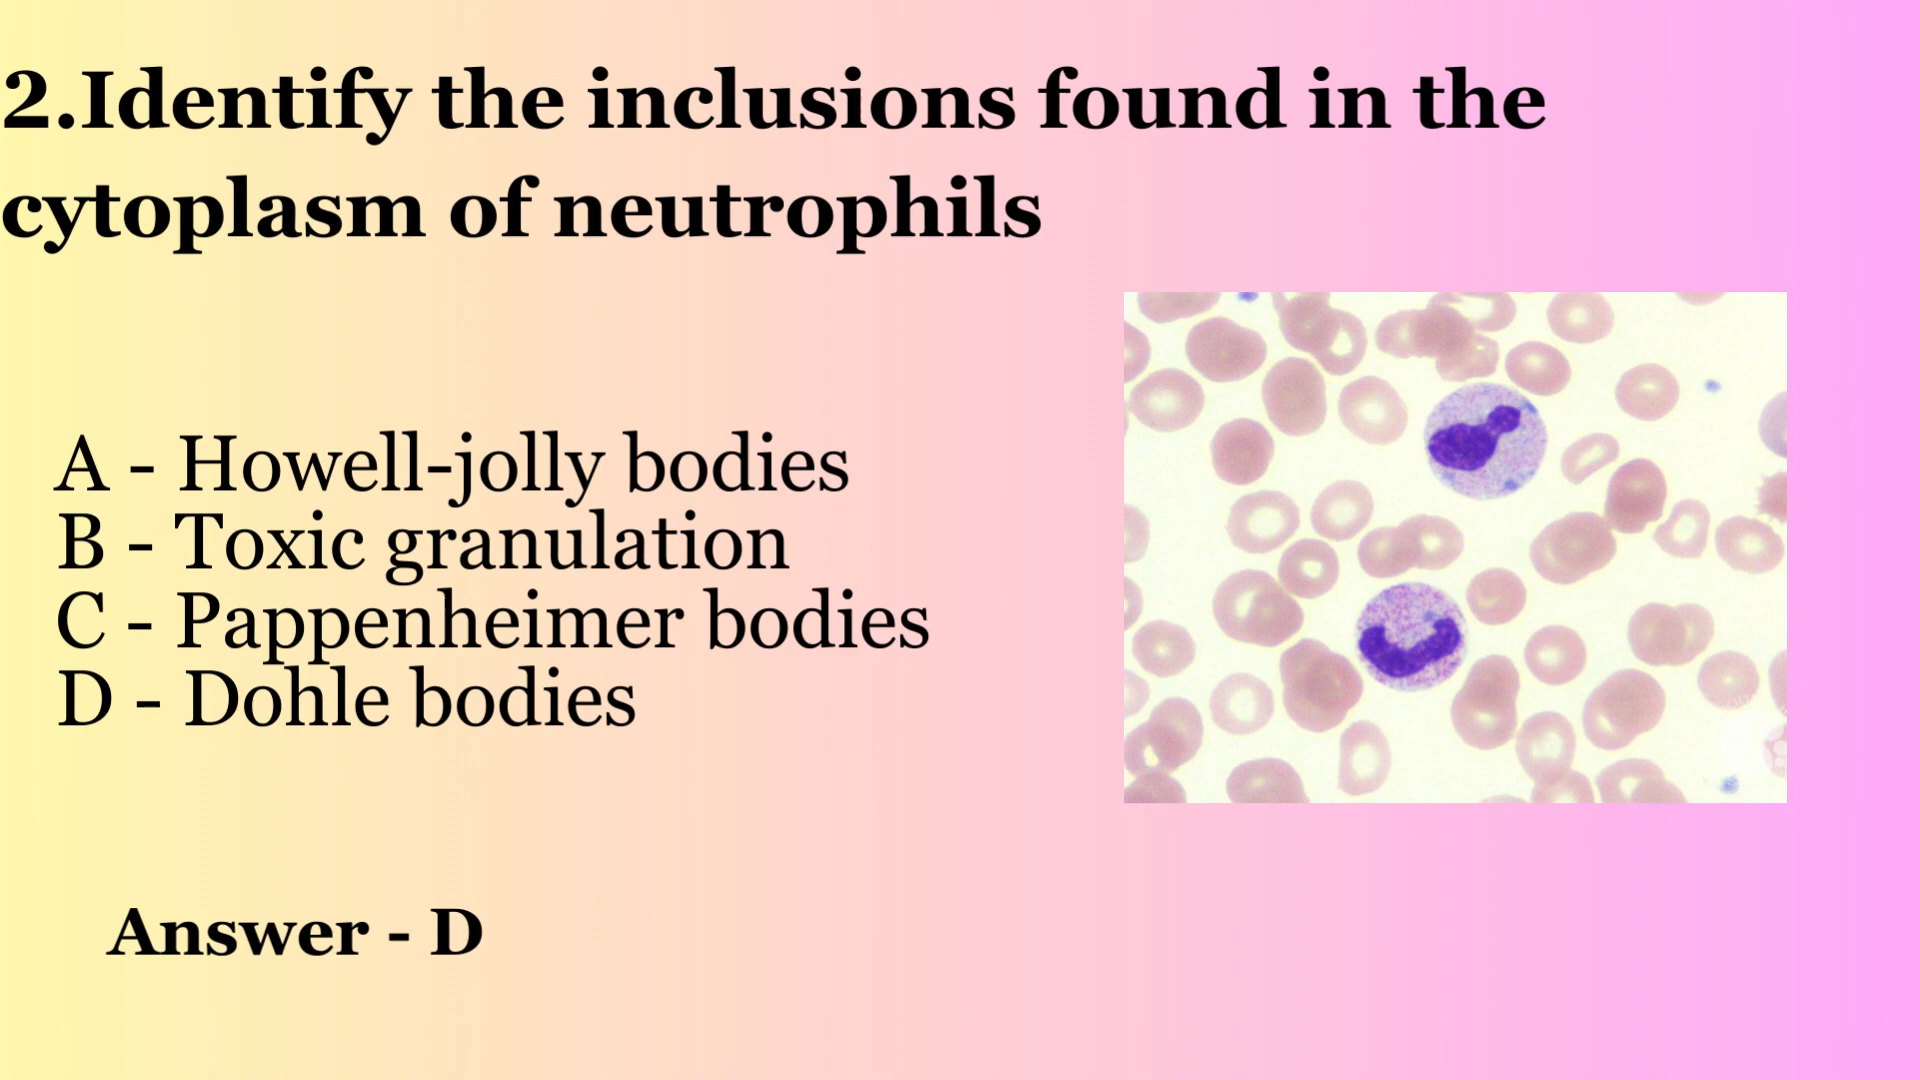 2.Identify the inclusions found in the
cytoplasm of neutrophils
A - Howell-jolly bodies
B - Toxic granulation
C - Pappenheimer bodies
D - Dohle bodies
Answer - D